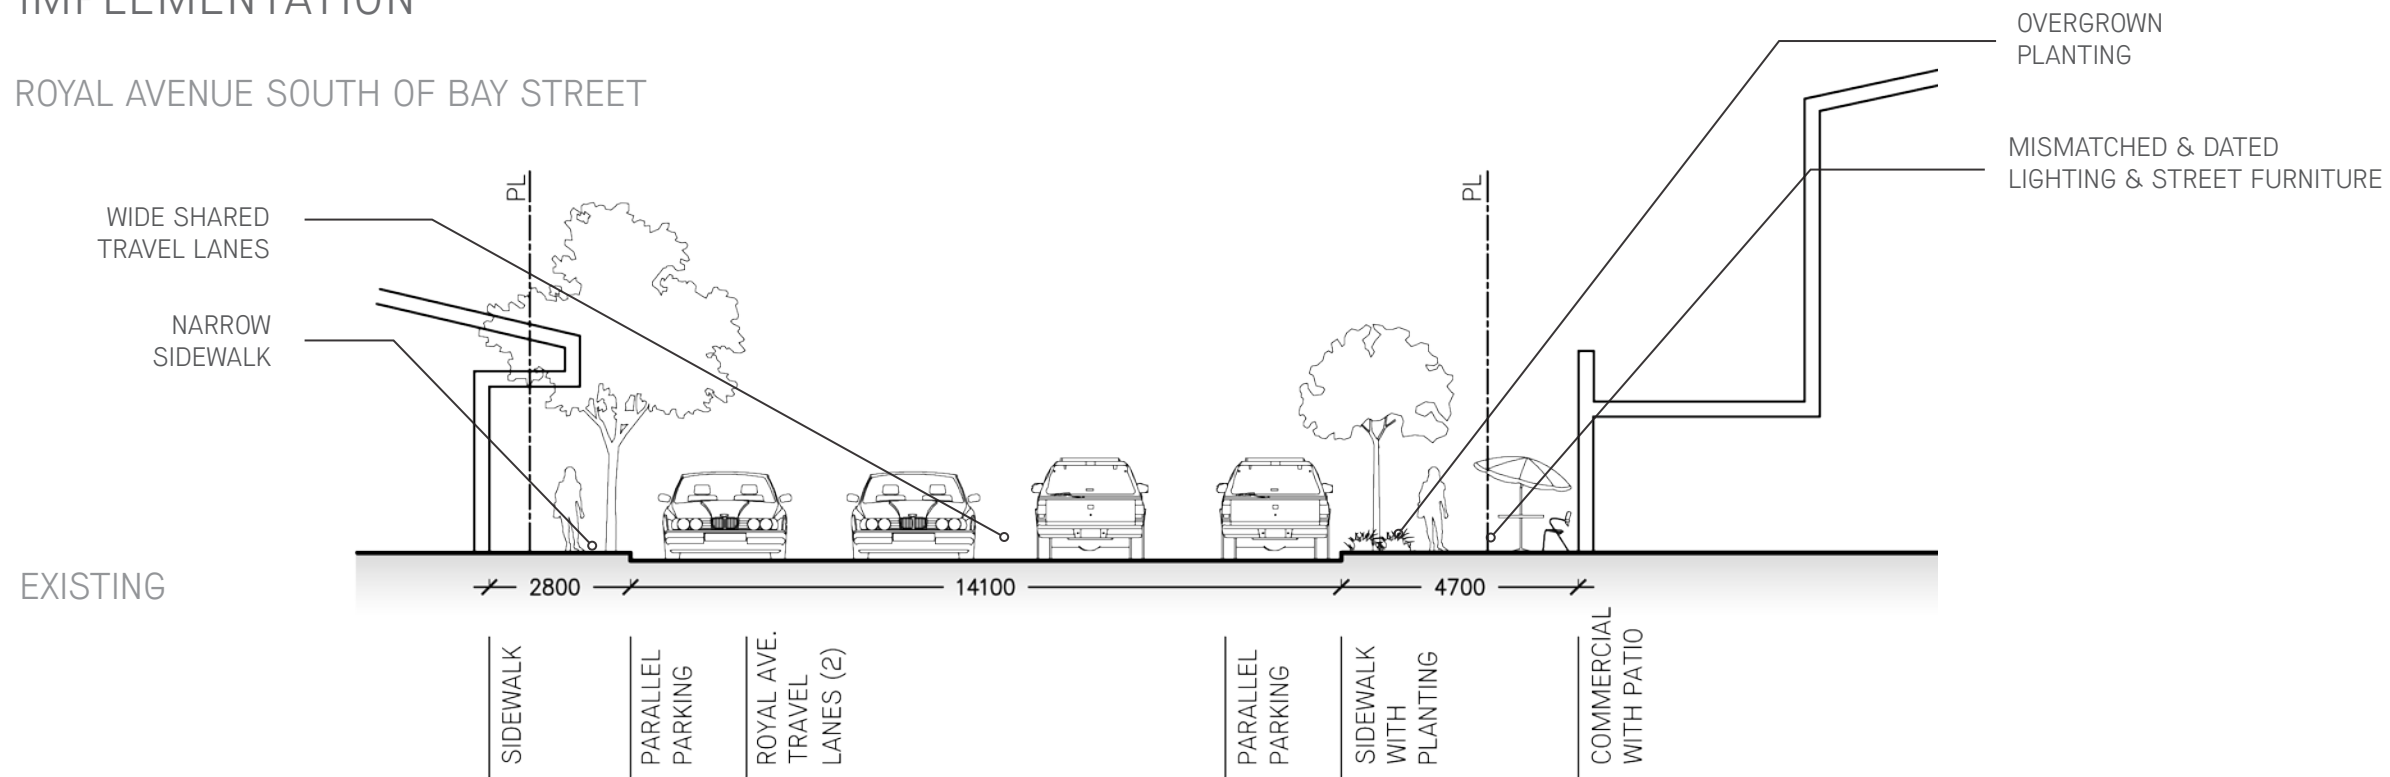 IMPLEMENTATION
ROYAL AVENUE SOUTH OF BAY STREET
OVERGROWN
PLANTING
MISMATCHED & DATED
LIGHTING & STREET FURNITURE
WIDE SHARED
TRAVEL LANES
NARROW
SIDEWALK
PL
PL
EXISTING
2800
14100
4700
SIDEWALK
PARALLEL
PARKING
ROYAL AVE.
TRAVEL
LANES (2)
PARALLEL
PARKING
SIDEWALK
WITH
PLANTING
COMMERCIAL
WITH PATIO